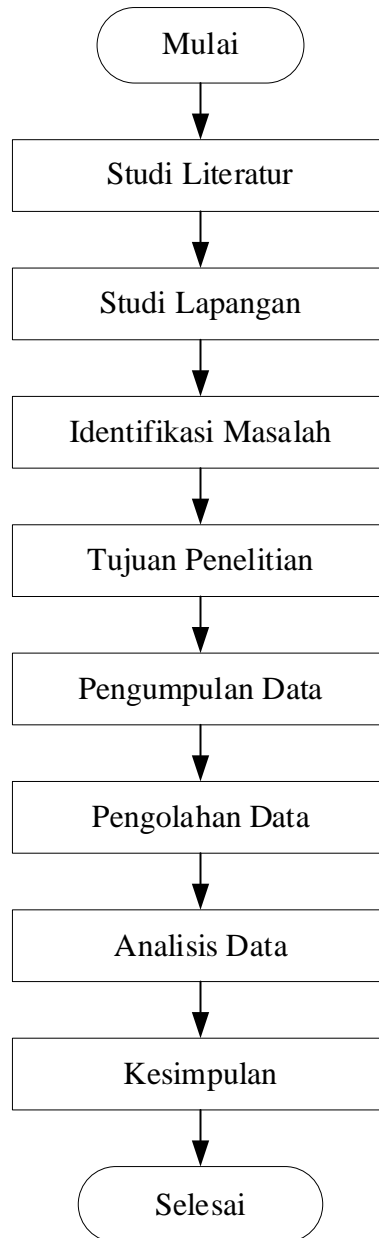 Mulai
Studi Literatur
Studi Lapangan
Identifikasi Masalah
Tujuan Penelitian
Pengumpulan Data
Pengolahan Data
Analisis Data
Kesimpulan
Selesai